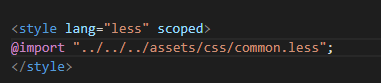 <style lang="less" scoped>
@import "../../../assets/css/common.less";
</style>